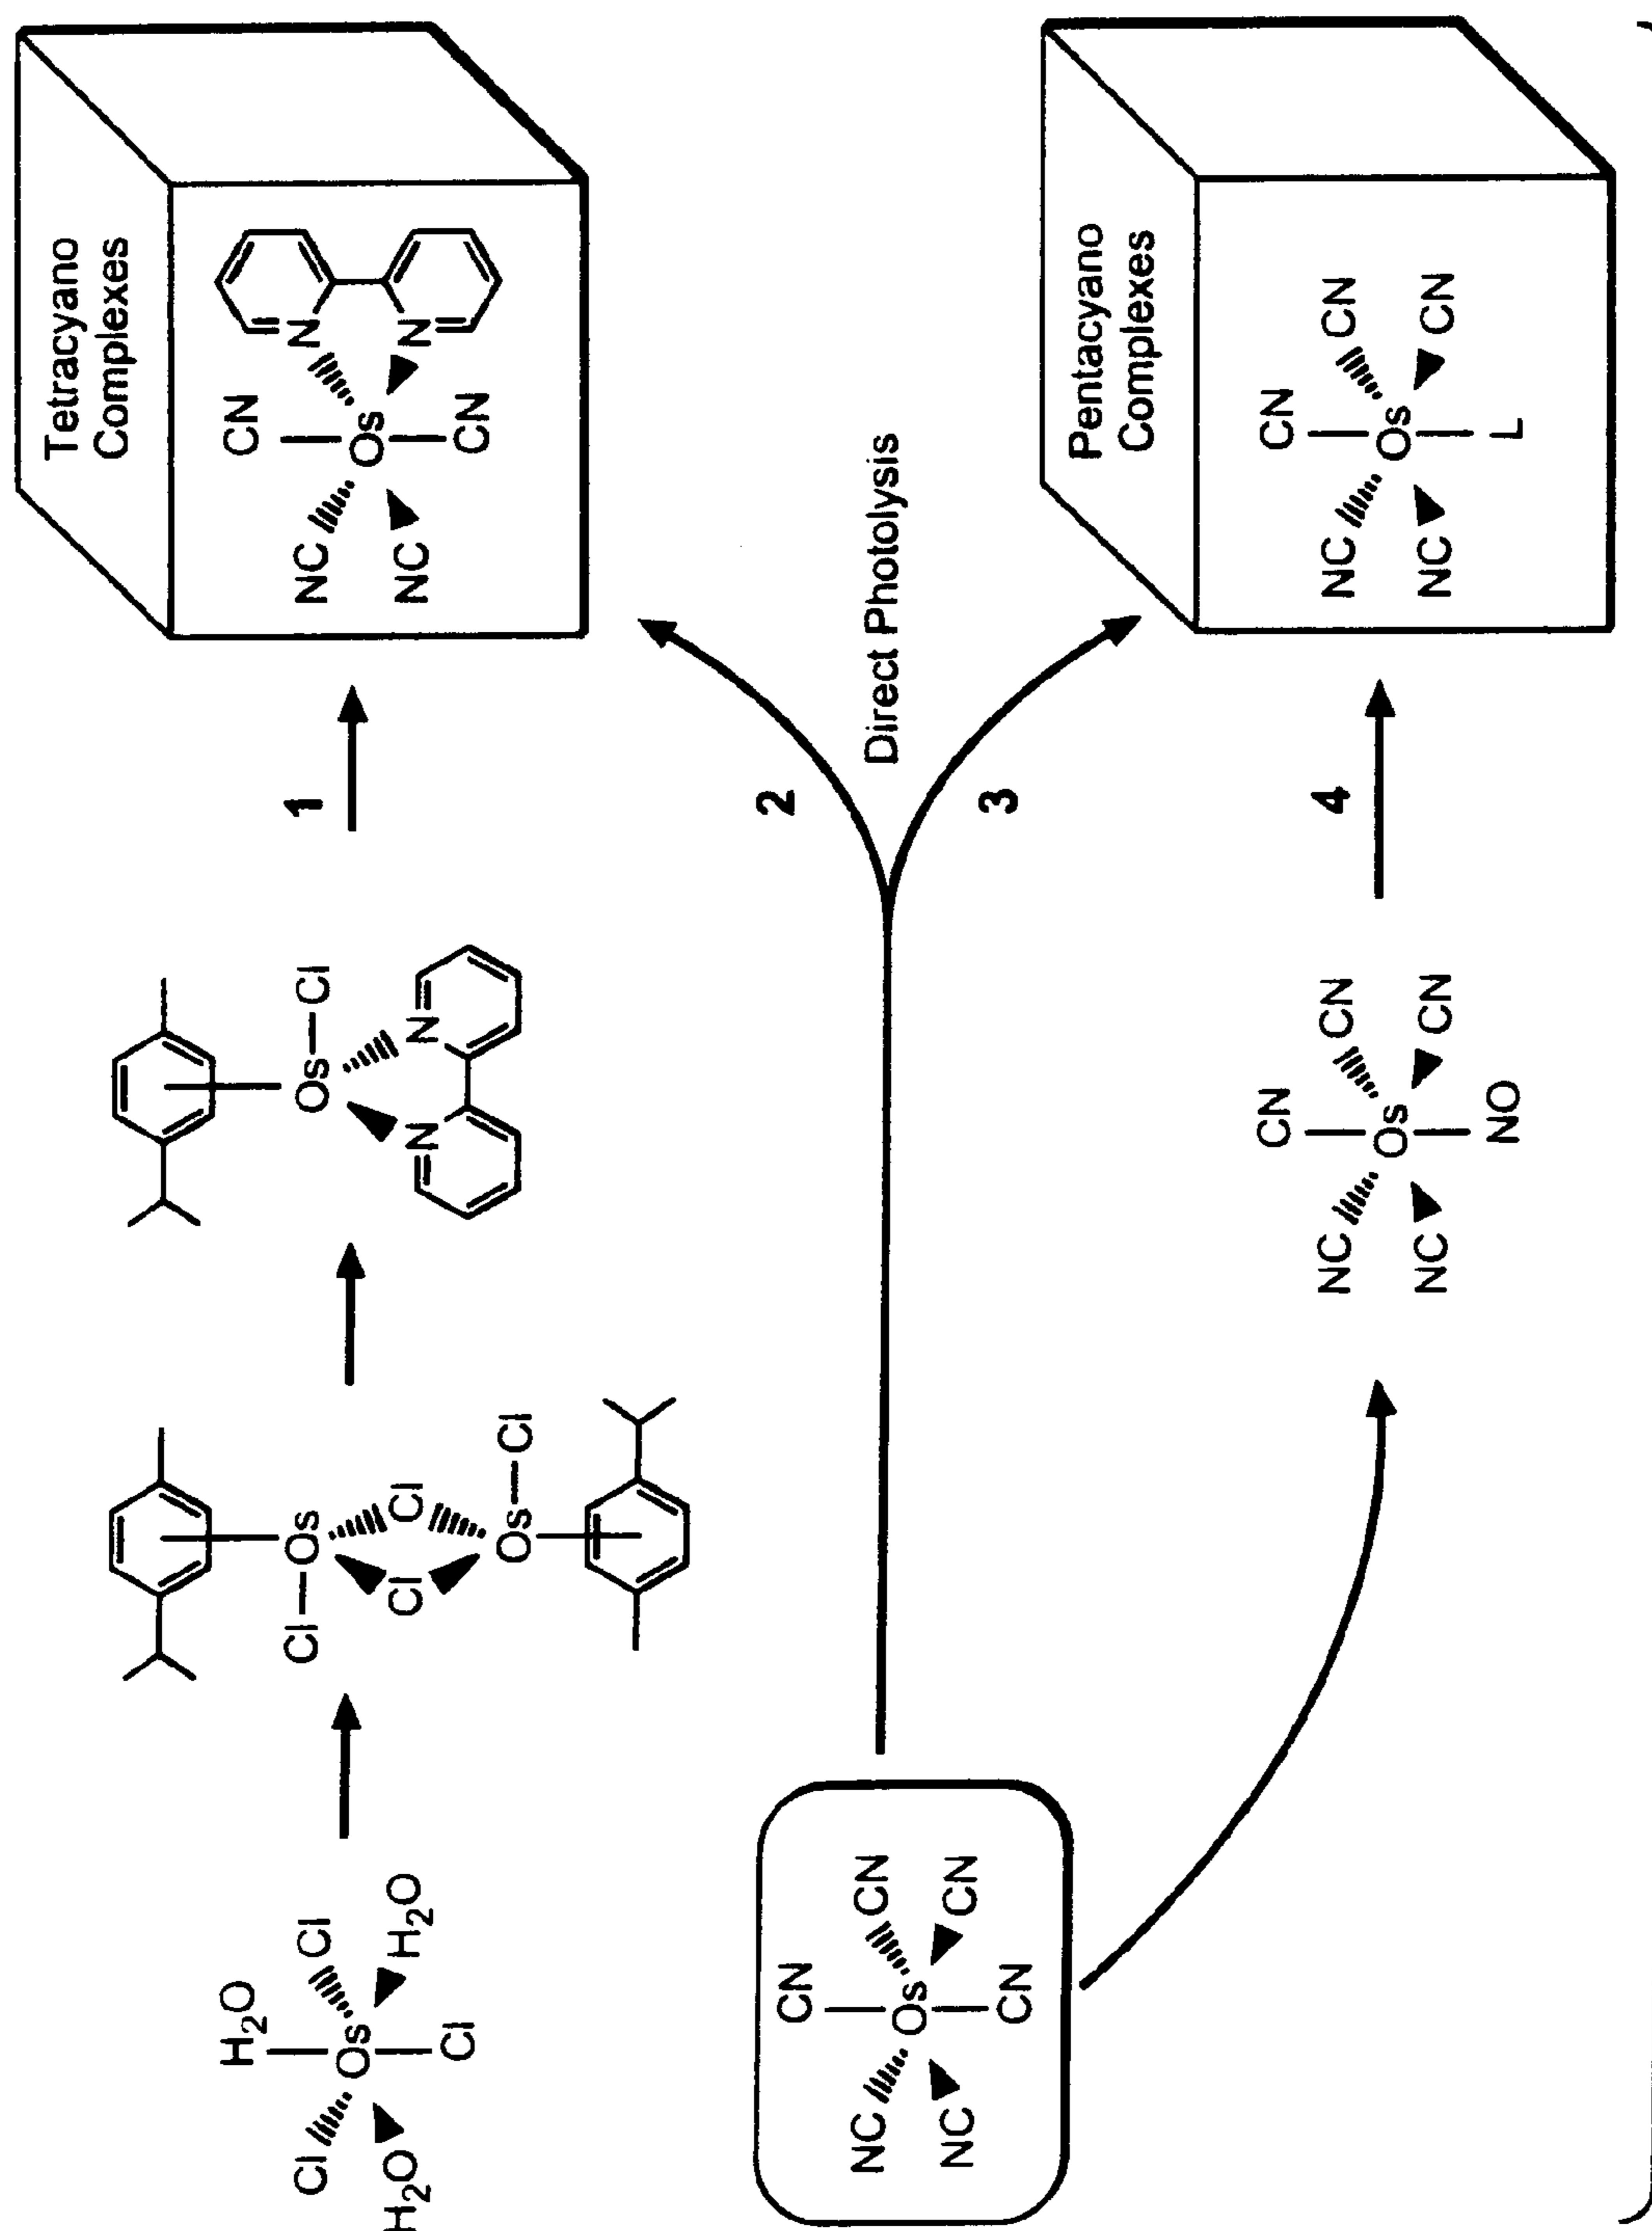 H₂O
Cl Cl
Os
H₂O H₂O
Cl
Cl Os
Cl Cl
Os Cl
Os Cl
N N
1
Tetracyano
Complexes
CN
NC N
Os
NC N
CN
CN
NC CN
Os
NC CN
CN
2
Direct Photolysis
3
CN
NC CN
Os
NC CN
NO
4
Pentacyano
Complexes
CN
NC CN
Os
NC CN
L